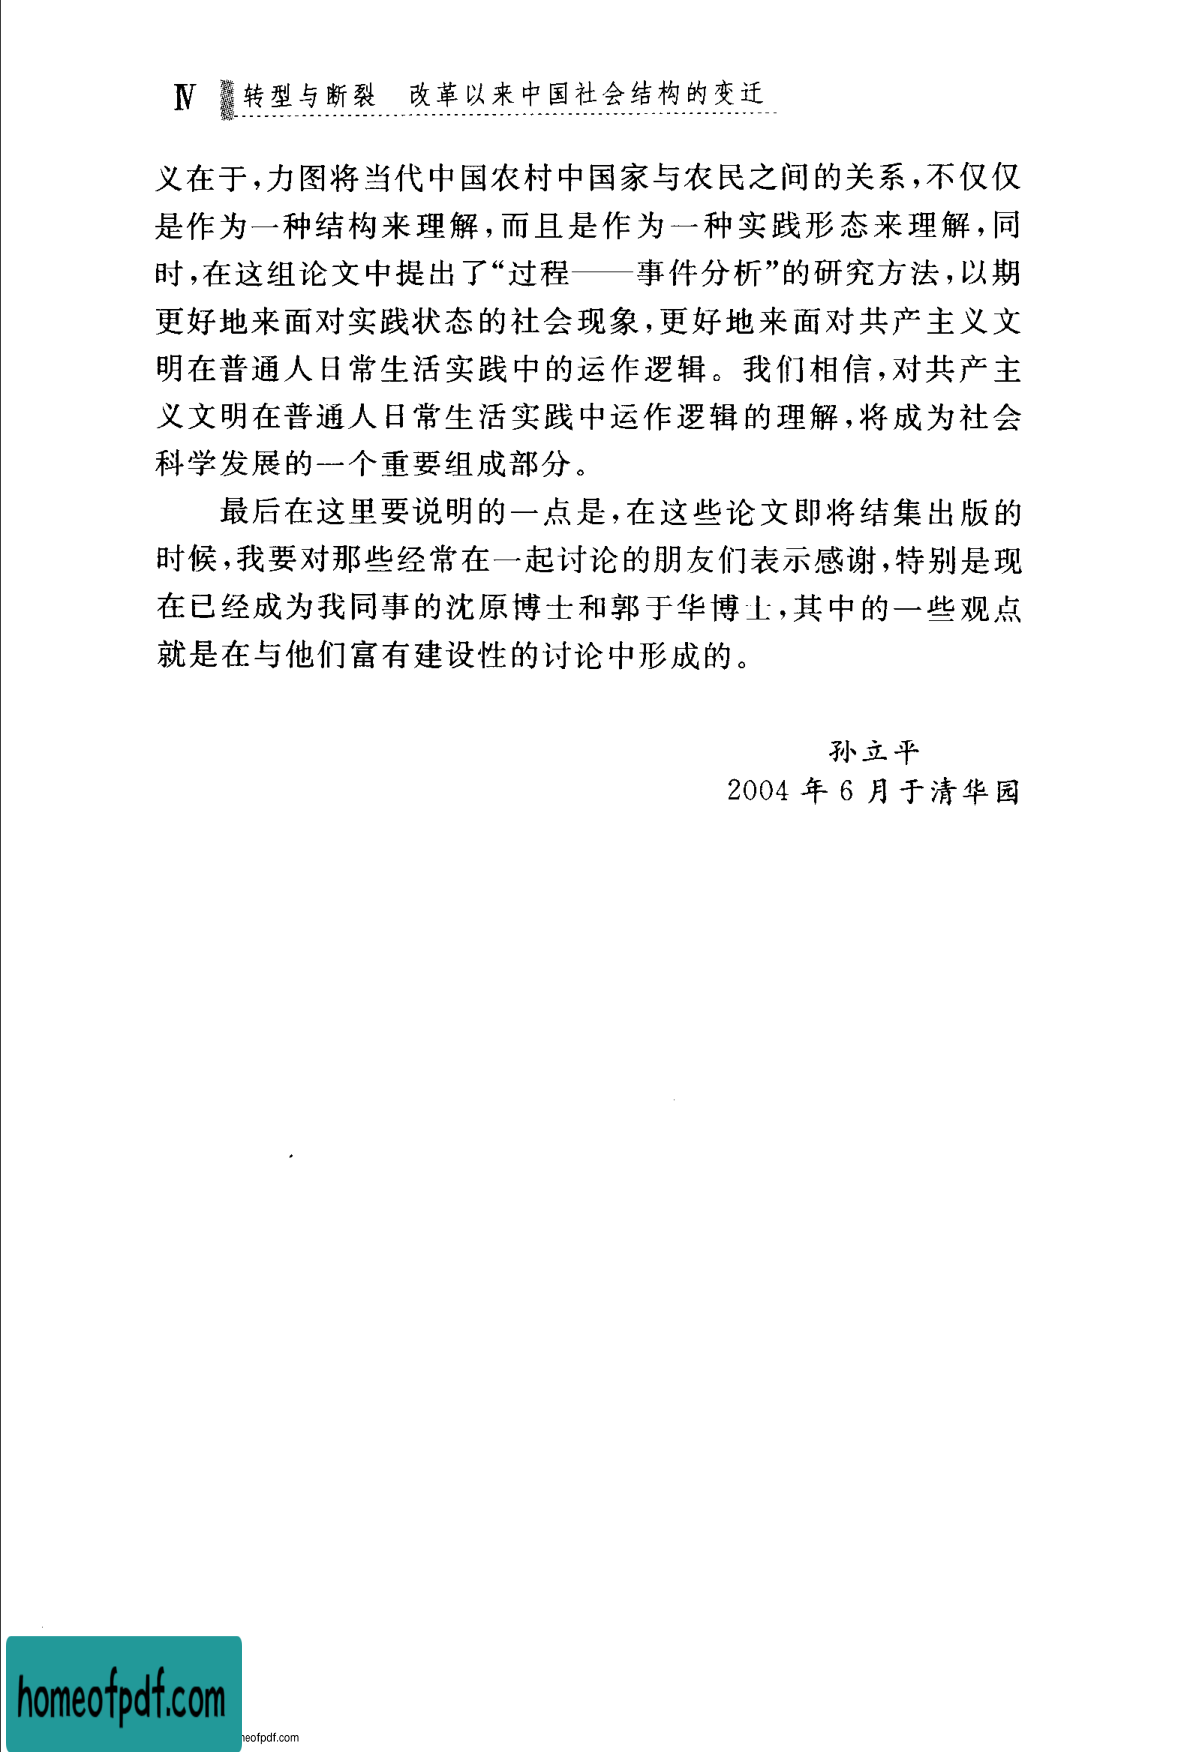 Ⅳ 转型与断裂 改革以来中国社会结构的变迁
义在于,力图将当代中国农村中国家与农民之间的关系,不仅仅
是作为一种结构来理解,而且是作为一种实践形态来理解,同
时,在这组论文中提出了“过程——事件分析”的研究方法,以期
更好地来面对实践状态的社会现象,更好地来面对共产主义文
明在普通人日常生活实践中的运作逻辑。我们相信,对共产主
义文明在普通人日常生活实践中运作逻辑的理解,将成为社会
科学发展的一个重要组成部分。
最后在这里要说明的一点是,在这些论文即将结集出版的
时候,我要对那些经常在一起讨论的朋友们表示感谢,特别是现
在已经成为我同事的沈原博士和郭于华博士,其中的一些观点
就是在与他们富有建设性的讨论中形成的。
孙立平
2004 年 6 月于清华园
homeofpdf.com
neofpdf.com